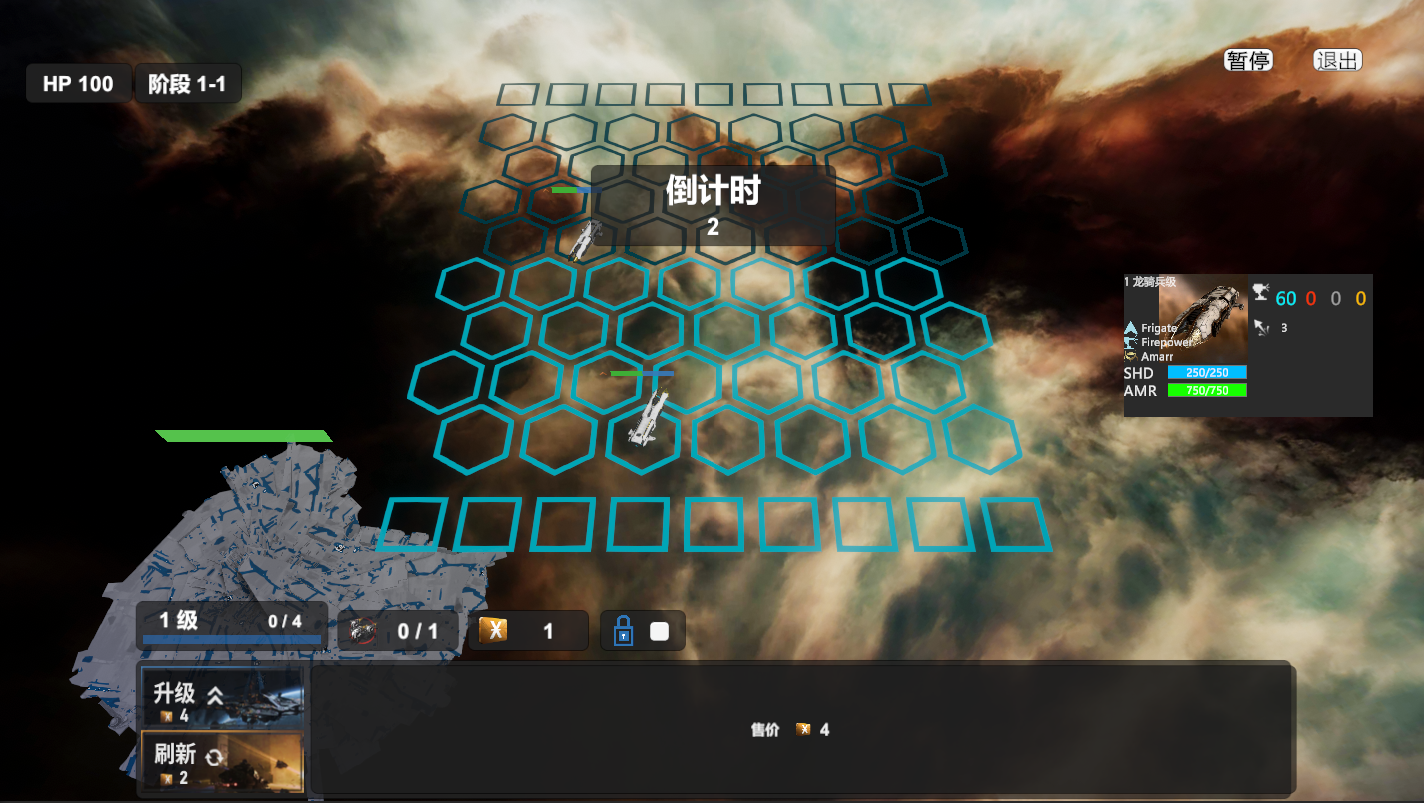 HP 100
阶段 1-1
暂停
退出
倒计时
2
1 龙骑兵级
60 0 0 0
3
Frigate
Firepower
Amarr
SHD 250/250
AMR 750/750
1 级 0 / 4
0 / 1
1
升级
4
刷新
2
售价 4